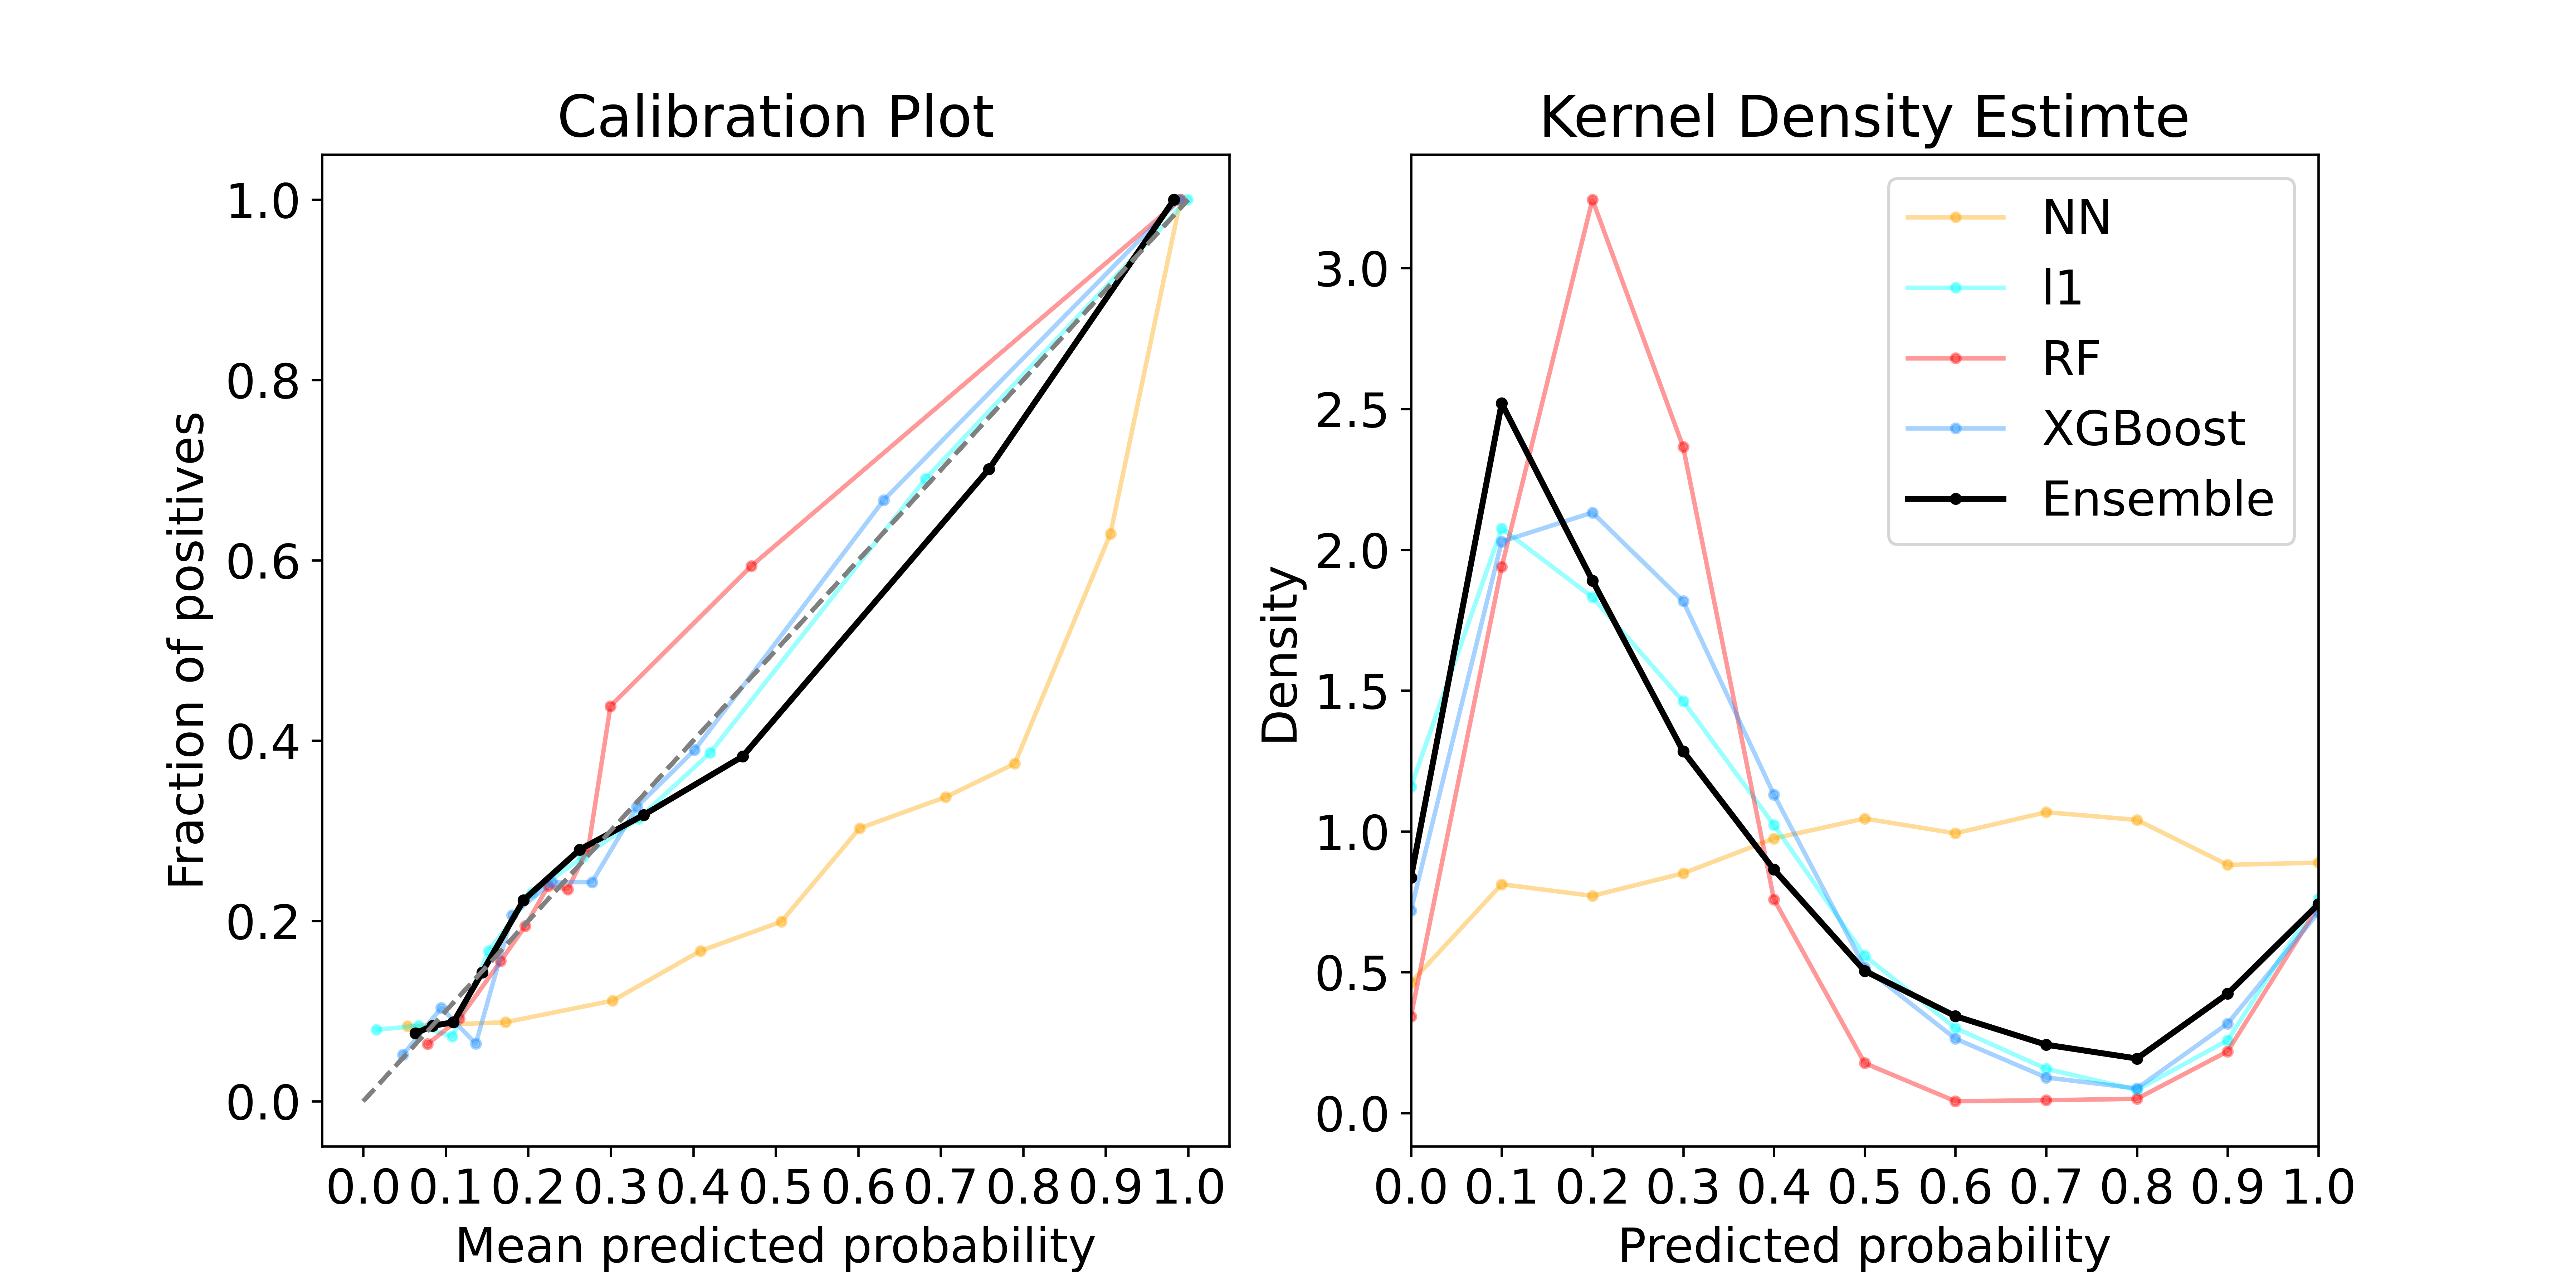 Calibration Plot
1.0
0.8
0.6
0.4
0.2
0.0
Fraction of positives
0.0 0.1 0.2 0.3 0.4 0.5 0.6 0.7 0.8 0.9 1.0
Mean predicted probability
Kernel Density Estimte
3.0
2.5
2.0
1.5
1.0
0.5
0.0
Density
NN
l1
RF
XGBoost
Ensemble
0.0 0.1 0.2 0.3 0.4 0.5 0.6 0.7 0.8 0.9 1.0
Predicted probability